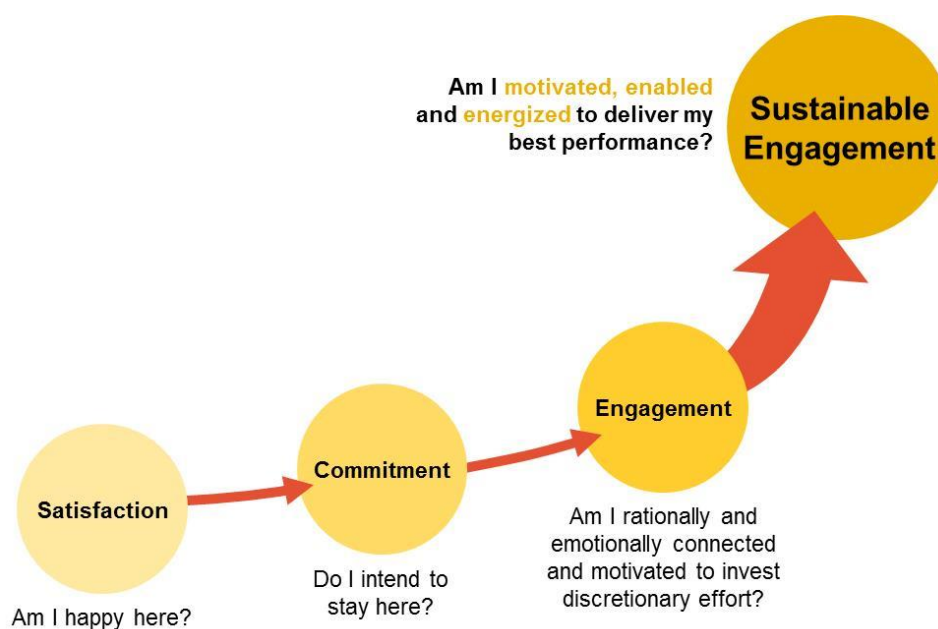 Am I motivated, enabled
and energized to deliver my
best performance?
Sustainable
Engagement
Engagement
Commitment
Satisfaction
Am I rationally and
emotionally connected
and motivated to invest
discretionary effort?
Do I intend to
stay here?
Am I happy here?